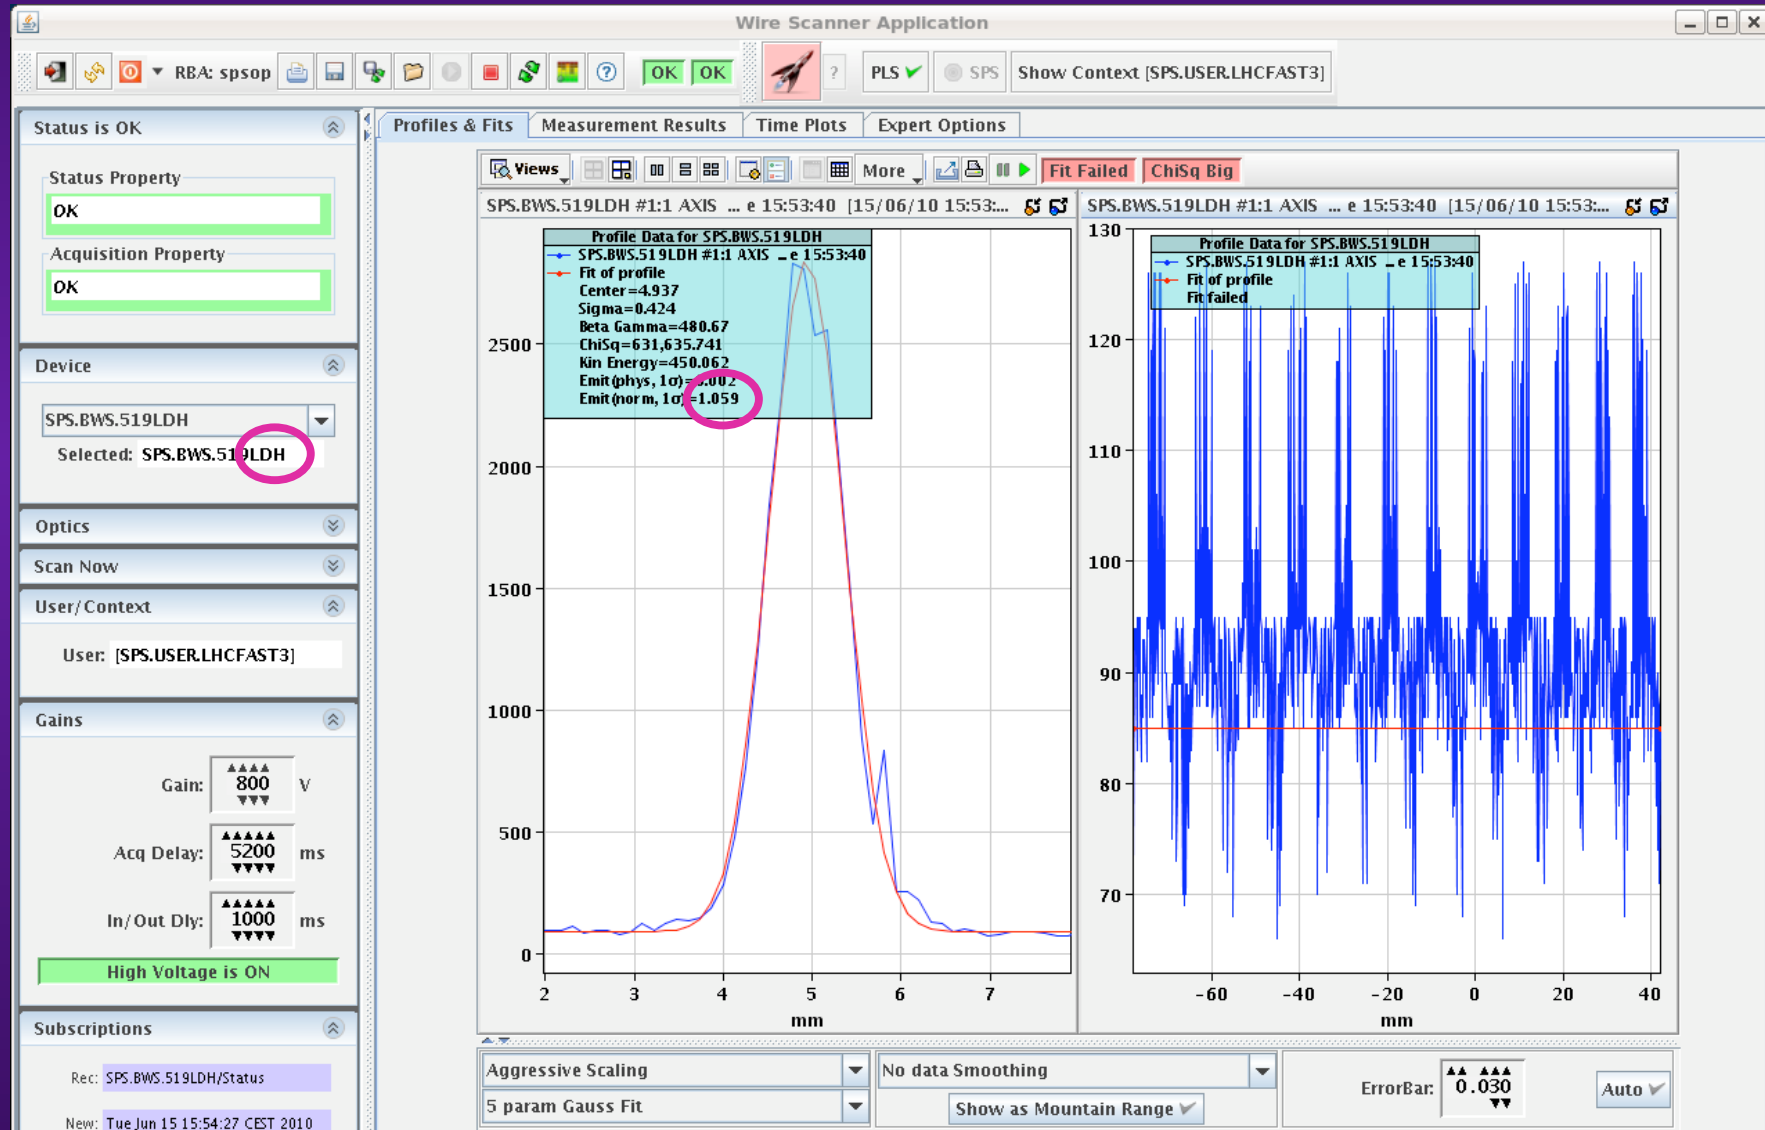 Wire Scanner Application
RBA: spsop
OK OK
?
PLS
SPS
Show Context [SPS.USER.LHCFAST3]
Status is OK
Status Property
OK
Acquisition Property
OK
Device
SPS.BWS.519LDH
Selected: SPS.BWS.519LDH
Optics
Scan Now
User/Context
User: [SPS.USER.LHCFAST3]
Gains
Gain: 800 V
Acq Delay: 5200 ms
In/Out Dly: 1000 ms
High Voltage is ON
Subscriptions
Rec: SPS.BWS.519LDH/Status
New: Tue Jun 15 15:54:27 CEST 2010
Profiles & Fits
Measurement Results
Time Plots
Expert Options
Views
More
Fit Failed
ChiSq Big
SPS.BWS.519LDH #1:1 AXIS ... e 15:53:40 [15/06/10 15:53:...
Profile Data for SPS.BWS.519LDH
SPS.BWS.519LDH #1:1 AXIS ... e 15:53:40
Fit of profile
Center=4.937
Sigma=0.424
Beta Gamma=480.67
ChiSq=631,635.741
Kin Energy=450.062
Emit(phys, 1σ)=0.002
Emit(norm, 1σ)=1.059
2500
2000
1500
1000
500
0
2 3 4 5 6 7
mm
SPS.BWS.519LDH #1:1 AXIS ... e 15:53:40 [15/06/10 15:53:...
Profile Data for SPS.BWS.519LDH
SPS.BWS.519LDH #1:1 AXIS ... e 15:53:40
Fit of profile
Fit failed
130
120
110
100
90
80
70
-60 -40 -20 0 20 40
mm
Aggressive Scaling
5 param Gauss Fit
No data Smoothing
Show as Mountain Range
ErrorBar: 0.030
Auto